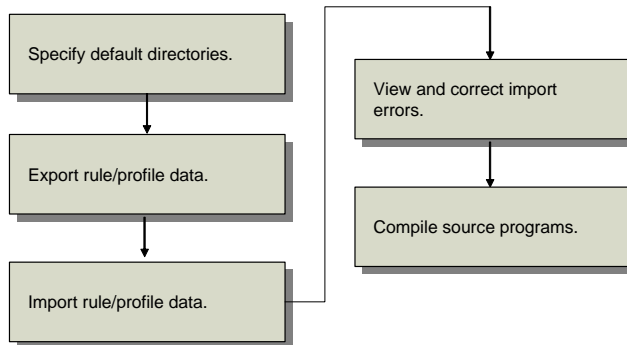 Specify default directories.
Export rule/profile data.
Import rule/profile data.
View and correct import
errors.
Compile source programs.